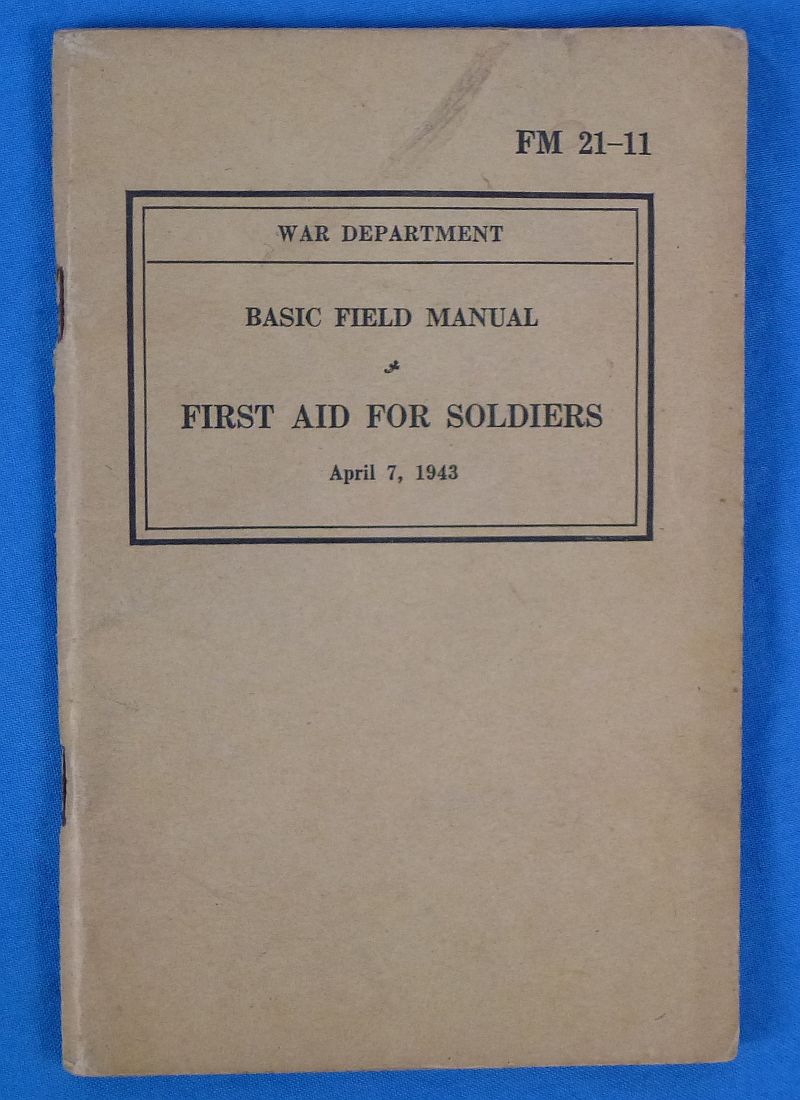 FM 21–11
WAR DEPARTMENT
BASIC FIELD MANUAL
FIRST AID FOR SOLDIERS
April 7, 1943